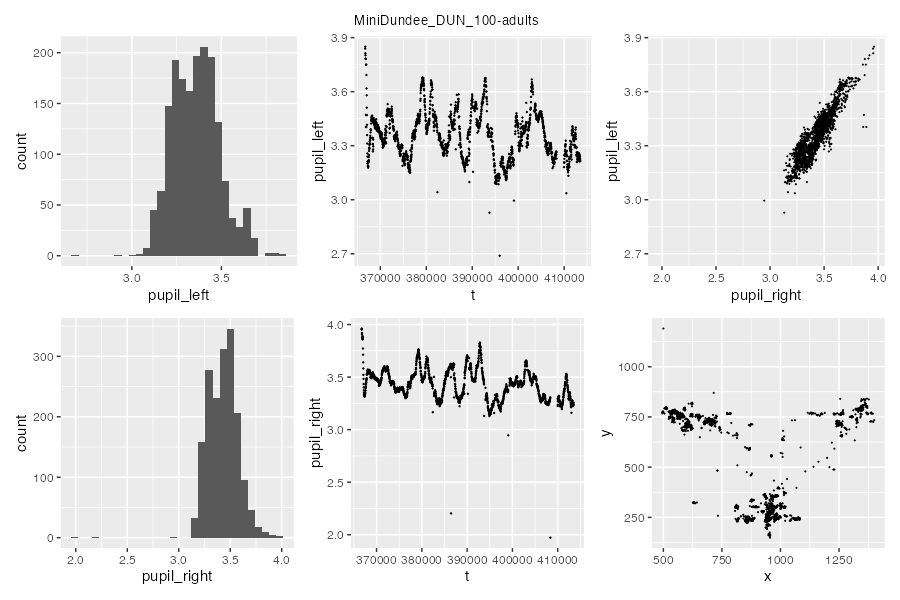 MiniDundee_DUN_100-adults
200
150
100
50
0
count
3.0
3.5
pupil_left
3.9
3.6
3.3
3.0
2.7
pupil_left
370000 380000 390000 400000 410000
t
3.9
3.6
3.3
3.0
2.7
pupil_left
2.0 2.5 3.0 3.5 4.0
pupil_right
300
200
100
0
count
2.0 2.5 3.0 3.5 4.0
pupil_right
4.0
3.5
3.0
2.5
2.0
pupil_right
370000 380000 390000 400000 410000
t
1000
750
500
250
y
500 750 1000 1250
x